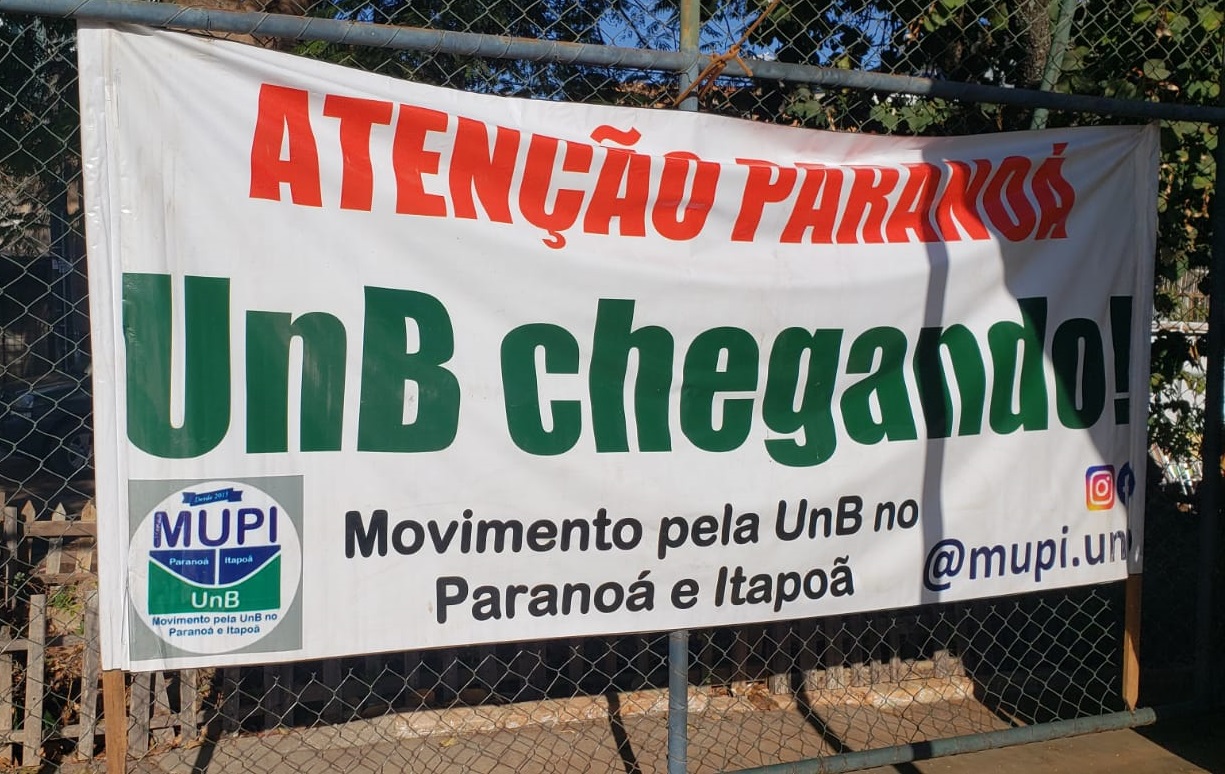 ATENÇÃO PARANOÁ
UnB chegando!
Desde 2015
MUPI
Paranoá Itapoã
UnB
Movimento pela UnB no
Paranoá e Itapoã
Movimento pela UnB no
Paranoá e Itapoã